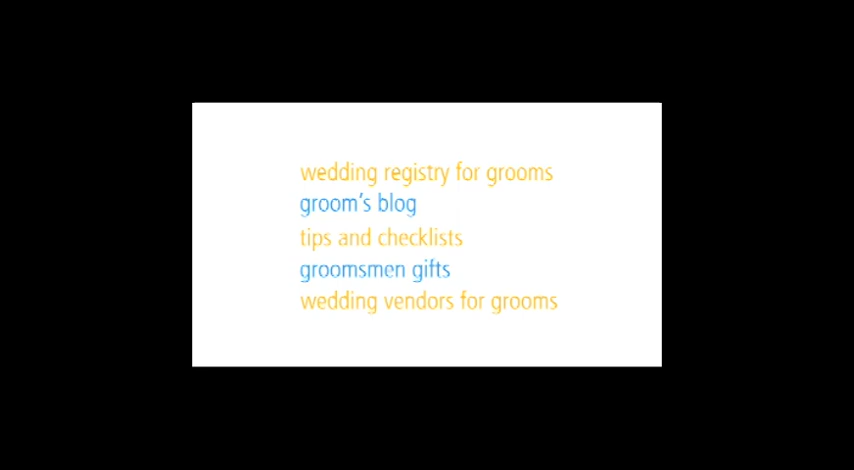 wedding registry for grooms
groom's blog
tips and checklists
groomsmen gifts
wedding vendors for grooms